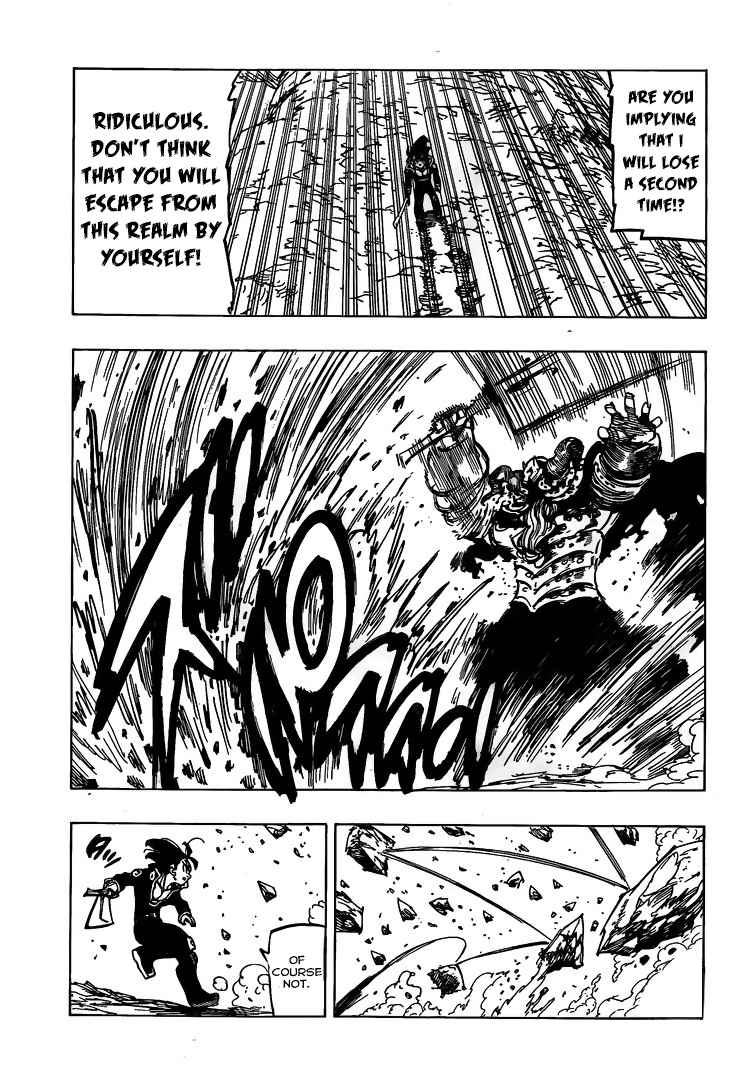 ARE YOU
IMPLYING
THAT I
WILL LOSE
A SECOND
TIME!?
RIDICULOUS.
DON'T THINK
THAT YOU WILL
ESCAPE FROM
THIS REALM BY
YOURSELF!
OF
COURSE
NOT.